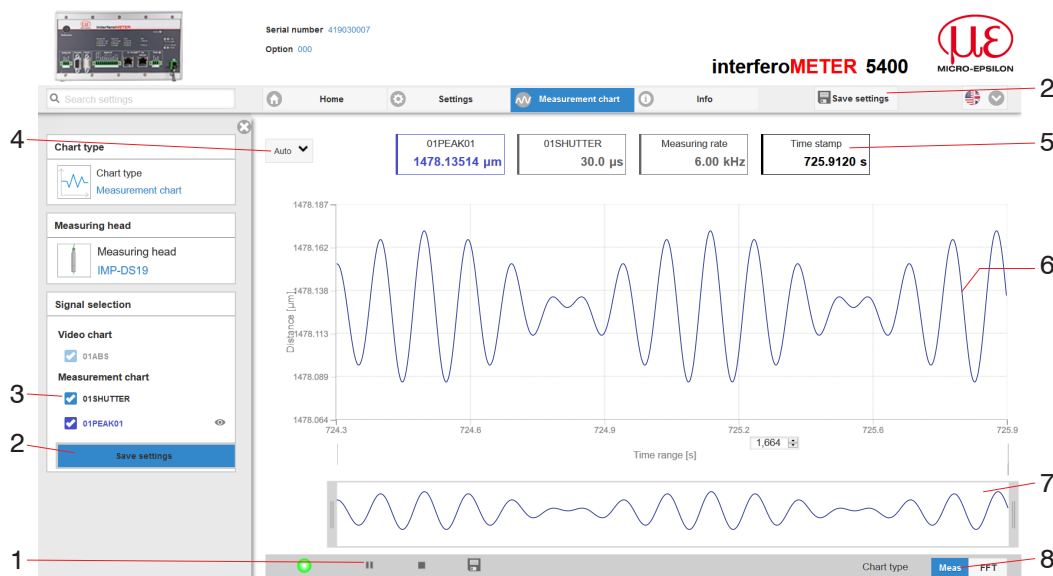 Serial number 419030007
Option 000
interferoMETER 5400
με
MICRO-EPSILON
Search settings
Home
Settings
Measurement chart
Info
Save settings
2
4
Chart type
Chart type
Measurement chart
Measuring head
Measuring head
IMP-DS19
Signal selection
Video chart
01ABS
Measurement chart
3
01SHUTTER
01PEAK01
2
Save settings
Auto
01PEAK01
1478.13514 µm
01SHUTTER
30.0 µs
Measuring rate
6.00 kHz
Time stamp
725.9120 s
5
1478.187
1478.162
1478.138
1478.113
1478.089
1478.064
Distance [µm]
6
724.3
724.6
724.9
725.2
725.6
725.9
1,664
Time range [s]
7
1
Chart type
Meas
FFT
8